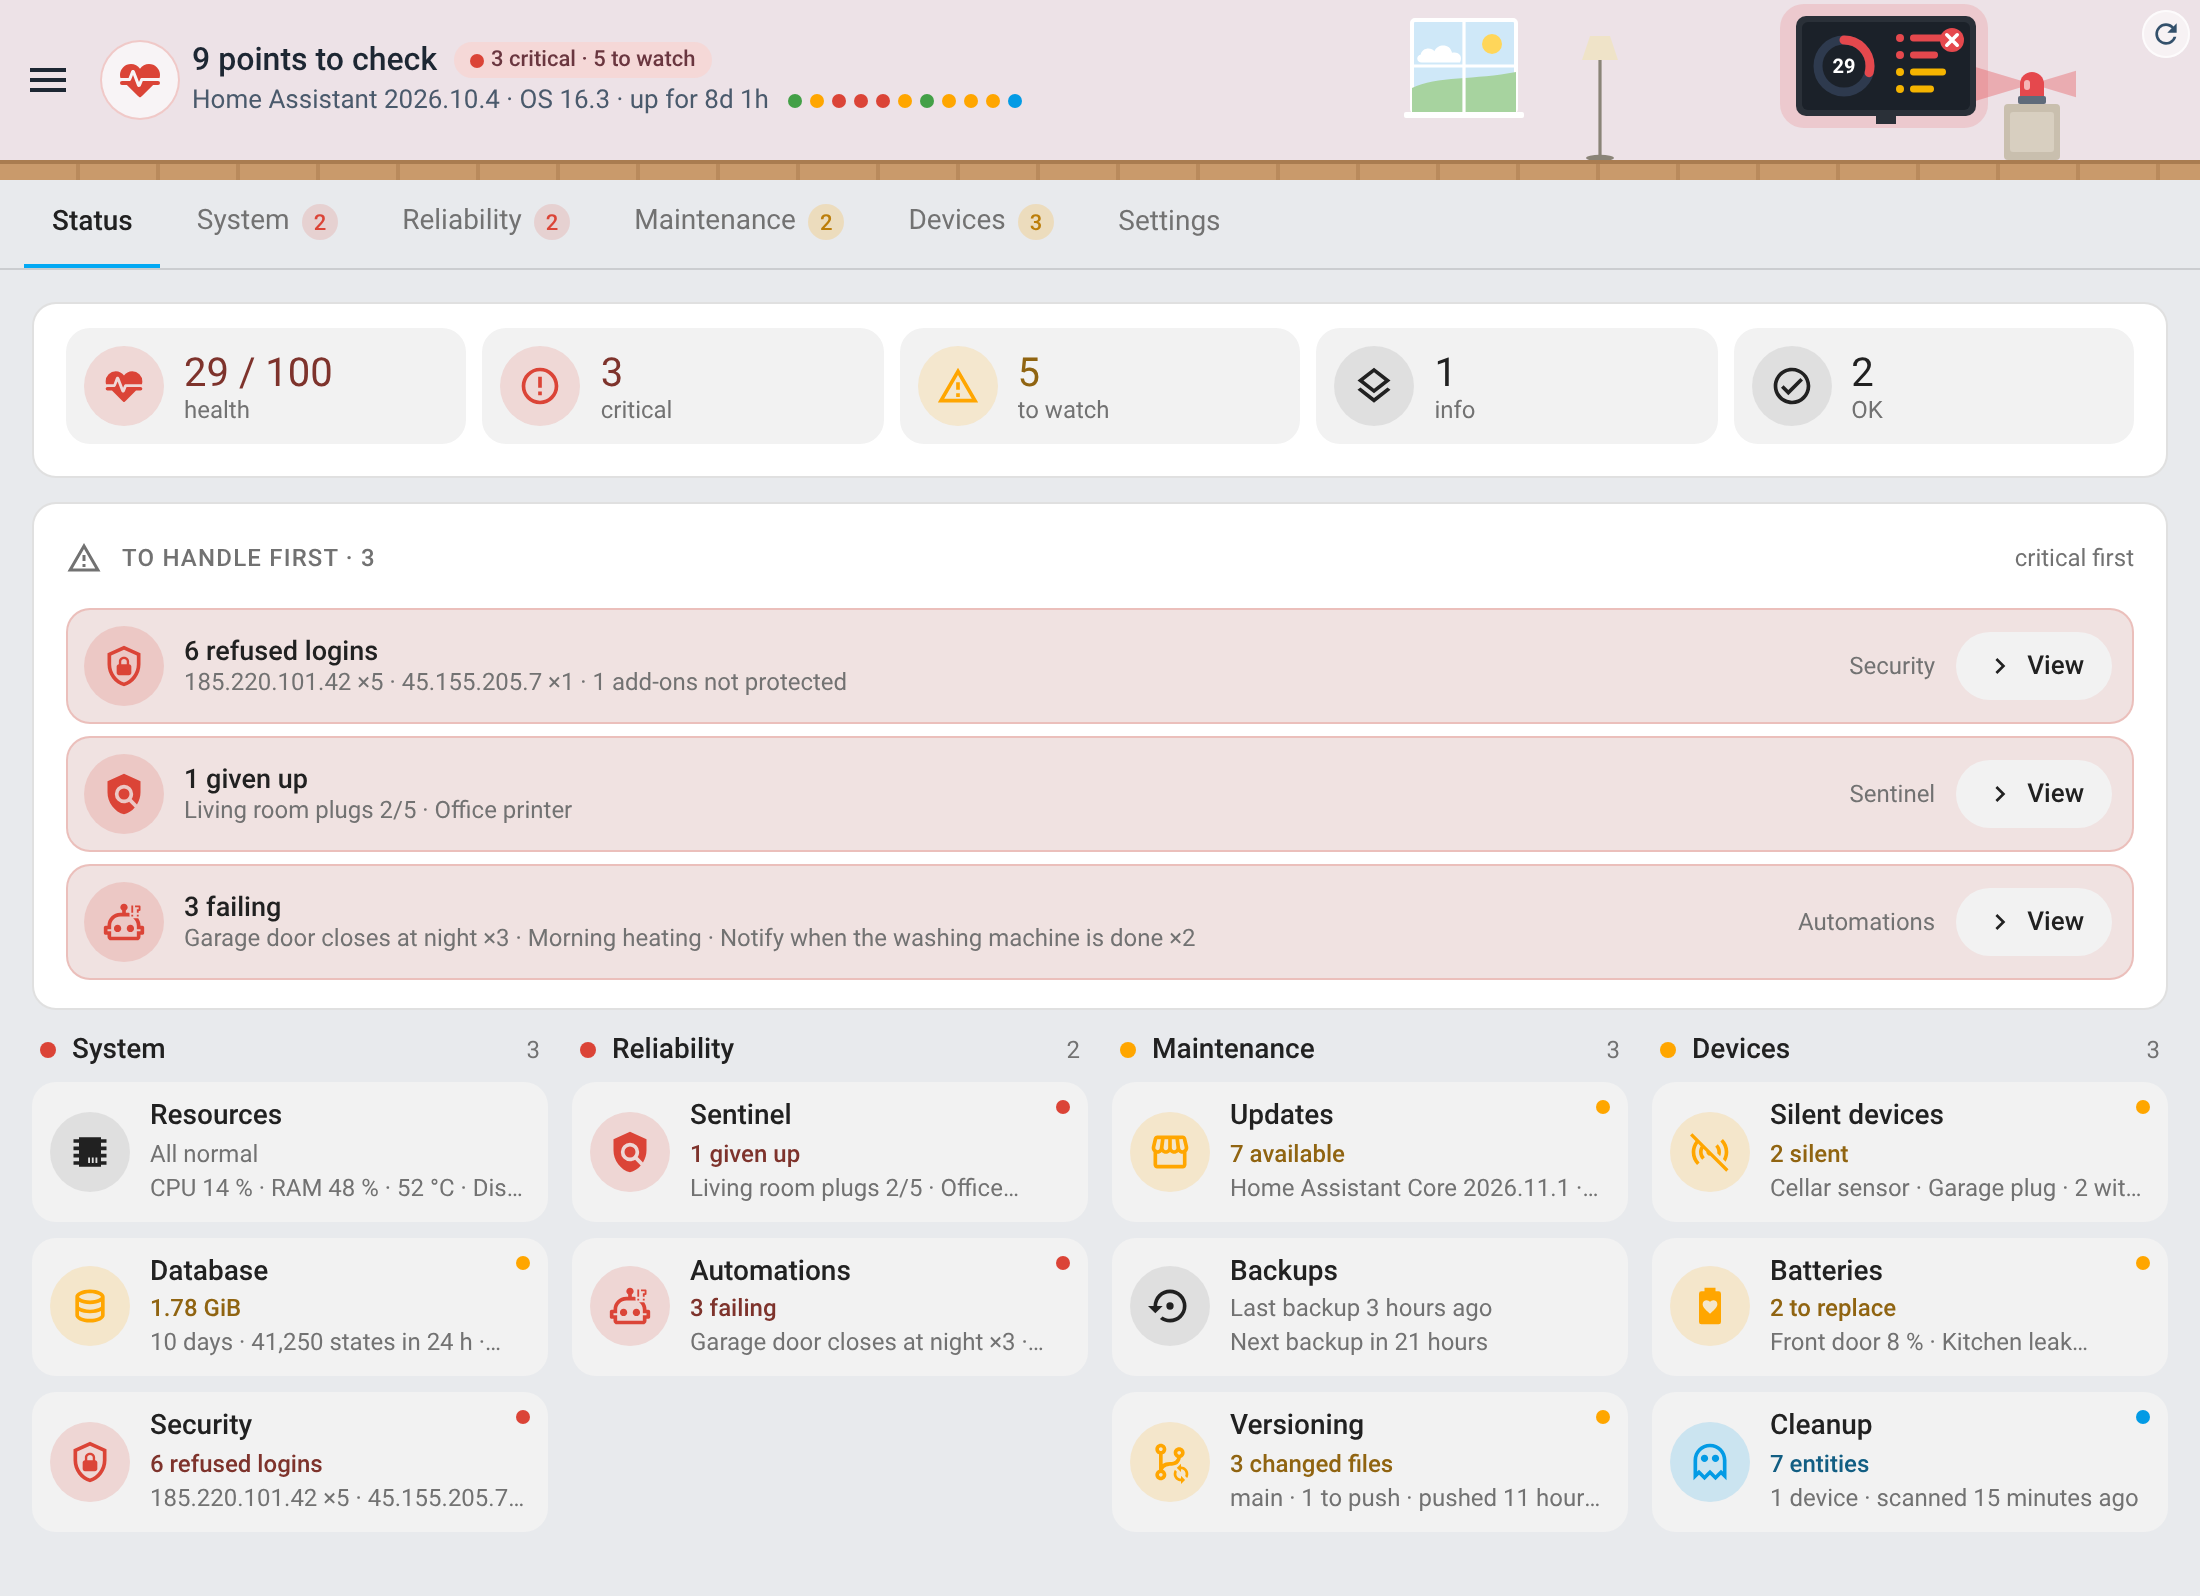 9 points to check
3 critical · 5 to watch
Home Assistant 2026.10.4 · OS 16.3 · up for 8d 1h
29
Status
System 2
Reliability 2
Maintenance 2
Devices 3
Settings
29 / 100
health
3
critical
5
to watch
1
info
2
OK
TO HANDLE FIRST · 3
critical first
6 refused logins
185.220.101.42 ×5 · 45.155.205.7 ×1 · 1 add-ons not protected
Security
View
1 given up
Living room plugs 2/5 · Office printer
Sentinel
View
3 failing
Garage door closes at night ×3 · Morning heating · Notify when the washing machine is done ×2
Automations
View
System 3
Resources
All normal
CPU 14 % · RAM 48 % · 52 °C · Dis...
Database
1.78 GiB
10 days · 41,250 states in 24 h ·...
Security
6 refused logins
185.220.101.42 ×5 · 45.155.205.7...
Reliability 2
Sentinel
1 given up
Living room plugs 2/5 · Office...
Automations
3 failing
Garage door closes at night ×3 ·...
Maintenance 3
Updates
7 available
Home Assistant Core 2026.11.1 ·...
Backups
Last backup 3 hours ago
Next backup in 21 hours
Versioning
3 changed files
main · 1 to push · pushed 11 hour...
Devices 3
Silent devices
2 silent
Cellar sensor · Garage plug · 2 wit...
Batteries
2 to replace
Front door 8 % · Kitchen leak...
Cleanup
7 entities
1 device · scanned 15 minutes ago